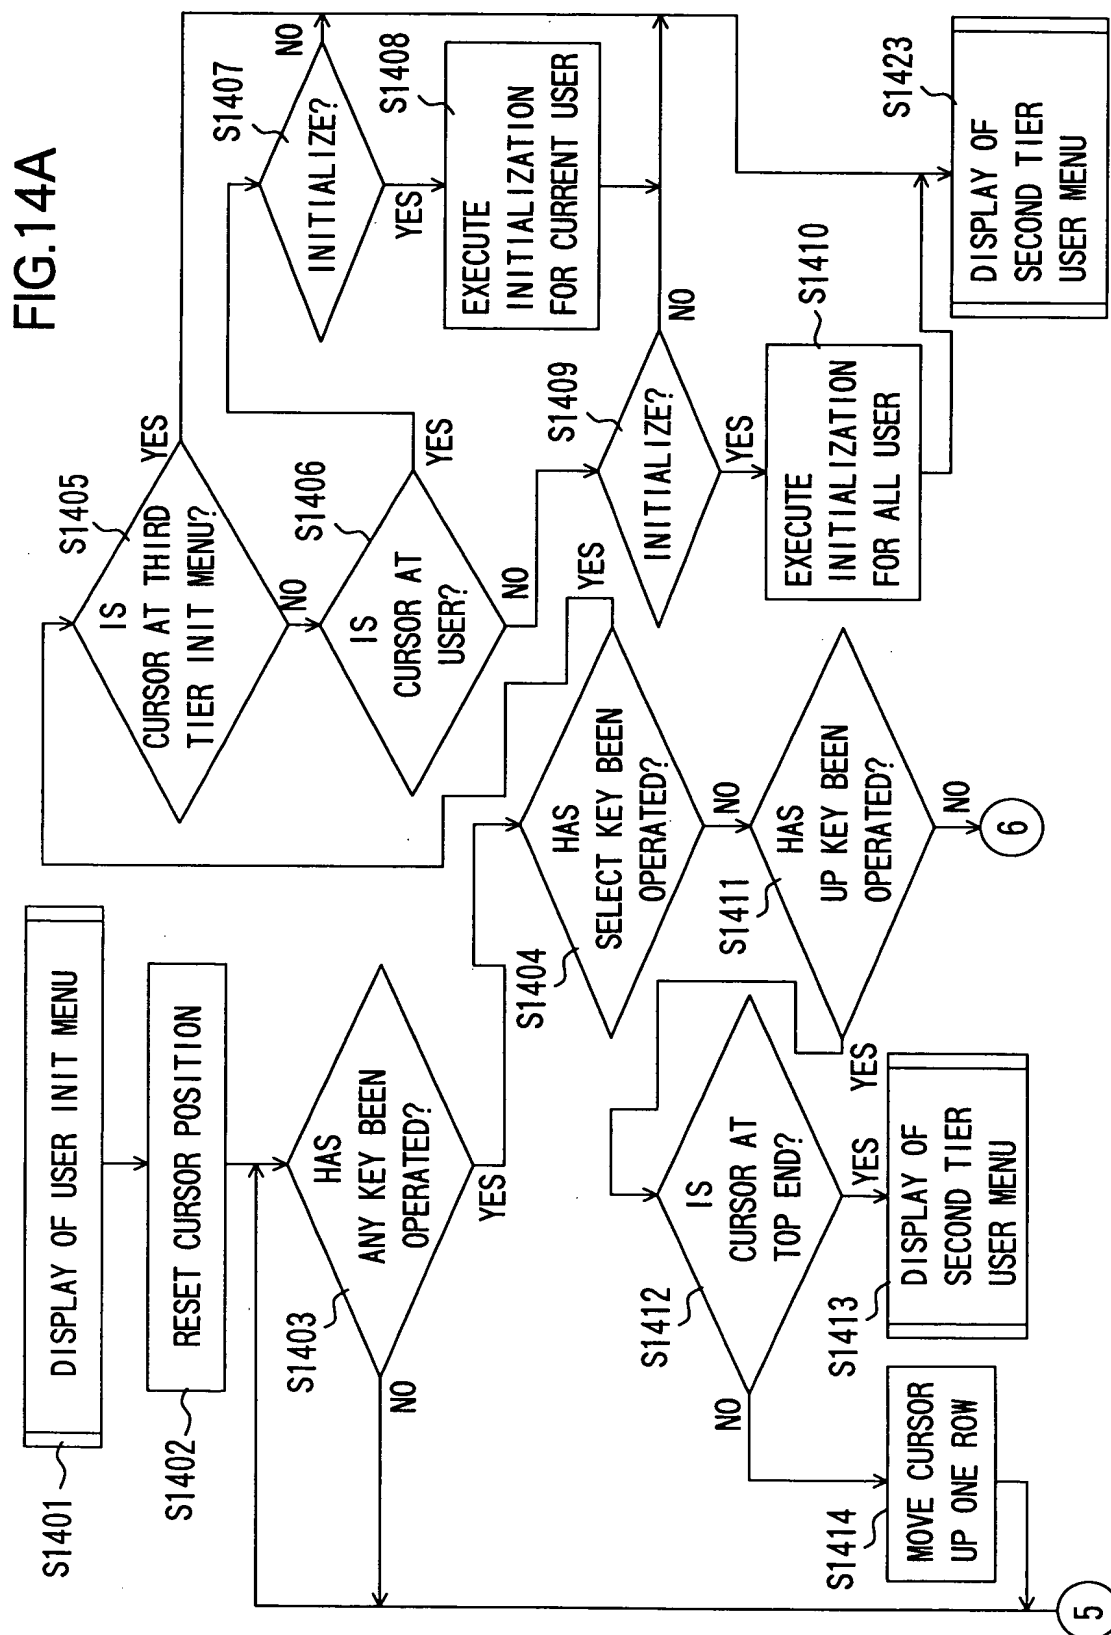 FIG.14A
S1401
DISPLAY OF USER INIT MENU
S1402
RESET CURSOR POSITION
S1403
HAS
ANY KEY BEEN
OPERATED?
NO
YES
S1404
HAS
SELECT KEY BEEN
OPERATED?
YES
NO
S1405
IS
CURSOR AT THIRD
TIER INIT MENU?
YES
NO
S1406
IS
CURSOR AT
USER?
YES
NO
S1407
INITIALIZE?
NO
YES
S1408
EXECUTE
INITIALIZATION
FOR CURRENT USER
S1409
INITIALIZE?
NO
YES
S1410
EXECUTE
INITIALIZATION
FOR ALL USER
S1423
DISPLAY OF
SECOND TIER
USER MENU
S1411
HAS
UP KEY BEEN
OPERATED?
YES
NO
6
S1412
IS
CURSOR AT
TOP END?
NO
YES
S1413
DISPLAY OF
SECOND TIER
USER MENU
S1414
MOVE CURSOR
UP ONE ROW
5